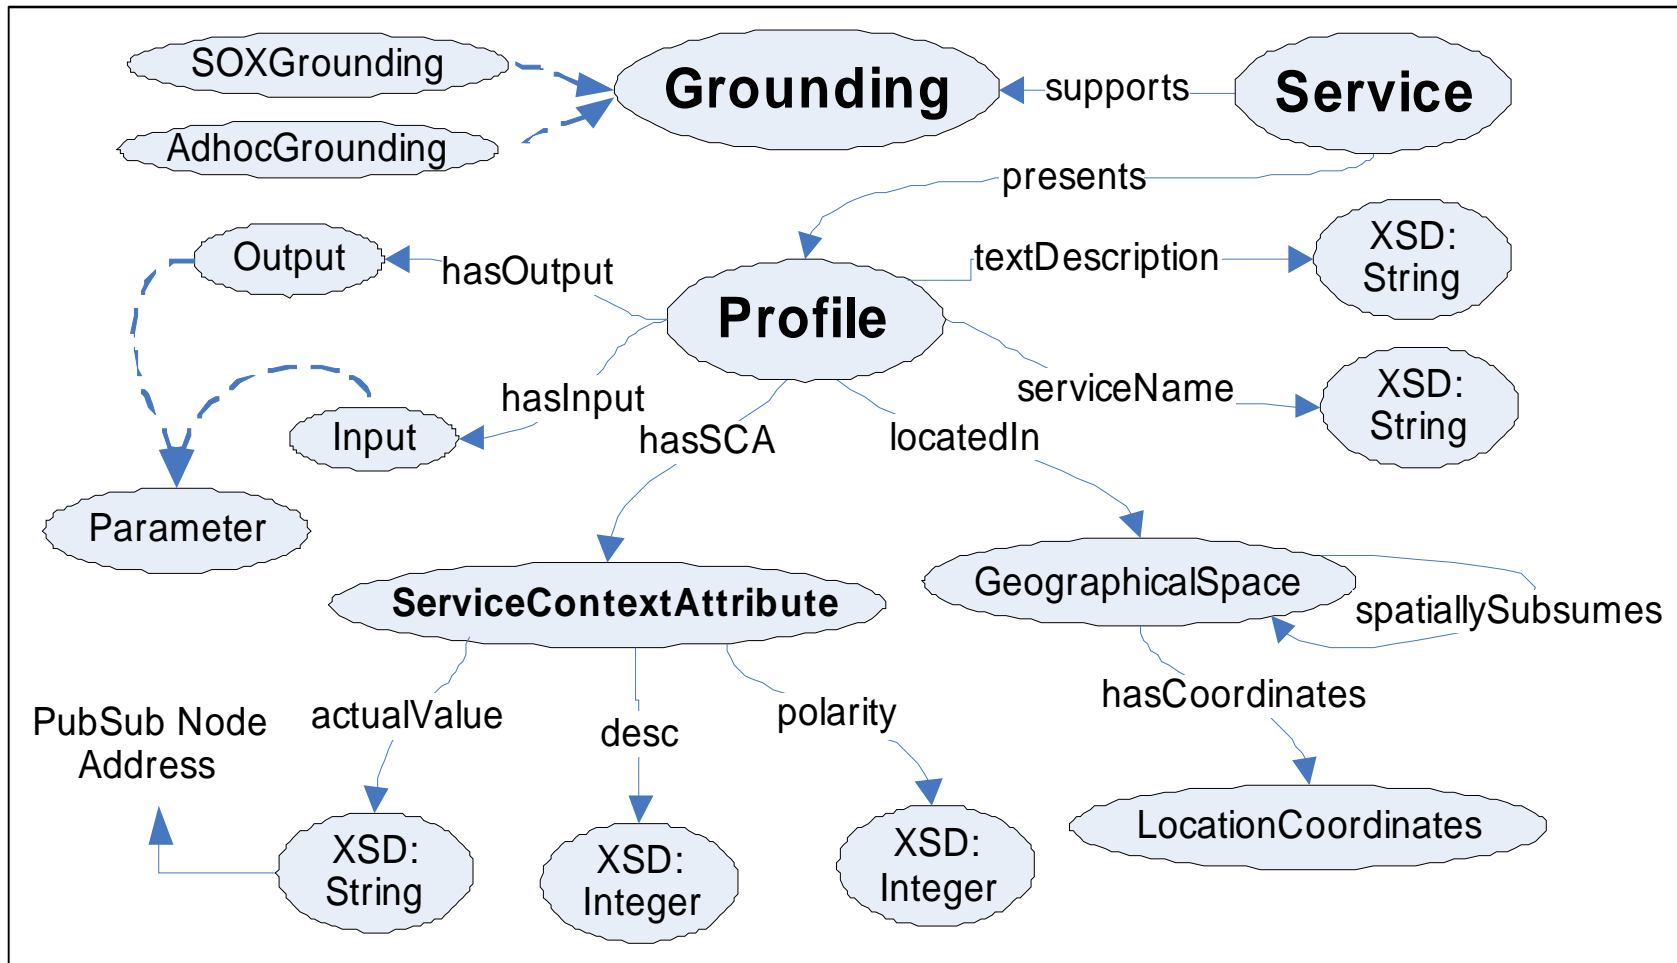 SOXGrounding
Grounding
supports
Service
AdhocGrounding
presents
Output
hasOutput
textDescription
XSD:
String
Profile
hasInput
Input
serviceName
XSD:
String
hasSCA
locatedIn
Parameter
ServiceContextAttribute
GeographicalSpace
spatiallySubsumes
PubSub Node
Address
actualValue
desc
polarity
hasCoordinates
XSD:
String
XSD:
Integer
XSD:
Integer
LocationCoordinates